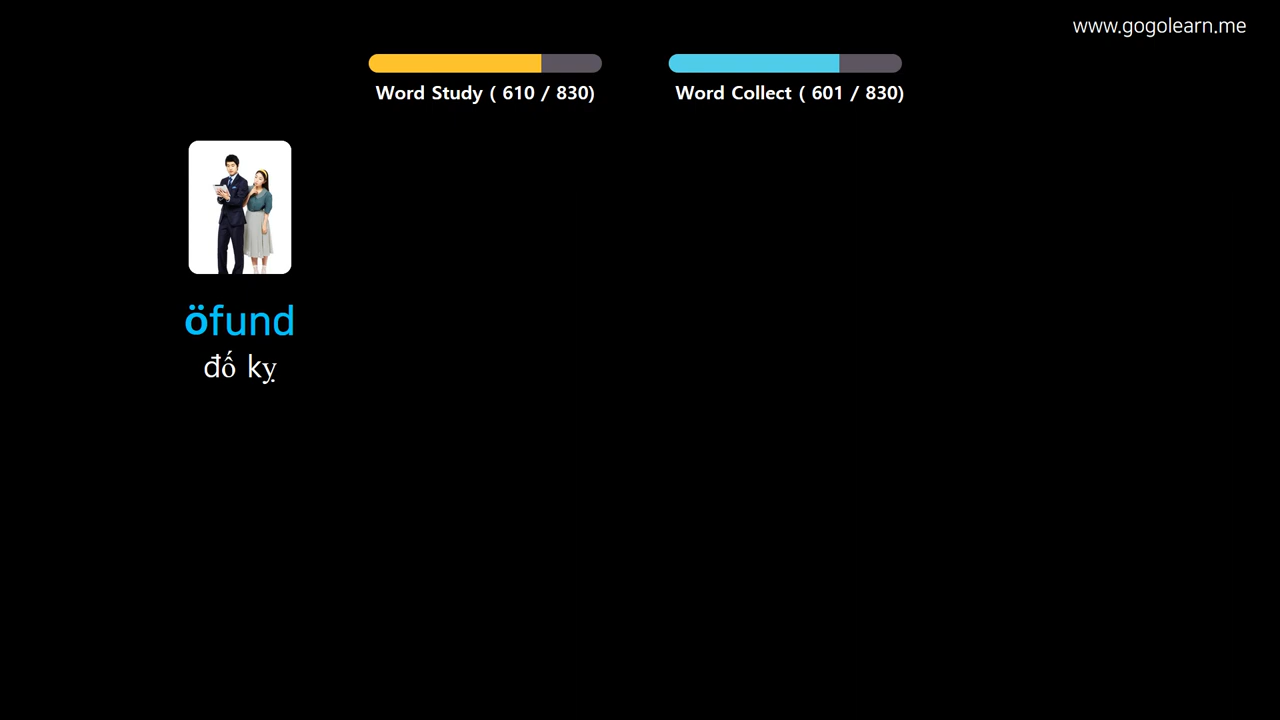 www.gogolearn.me
Word Study ( 610 / 830)
Word Collect ( 601 / 830)
öfund
đố kỵ